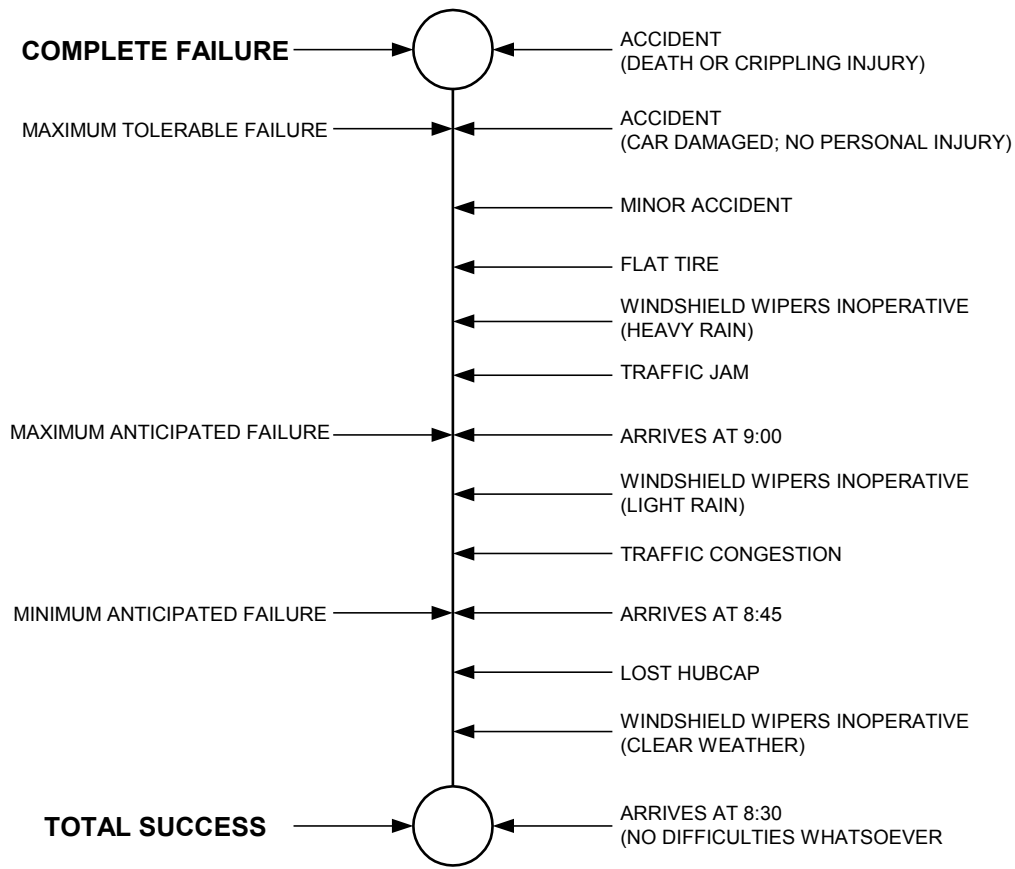 COMPLETE FAILURE
ACCIDENT
(DEATH OR CRIPPLING INJURY)
MAXIMUM TOLERABLE FAILURE
ACCIDENT
(CAR DAMAGED; NO PERSONAL INJURY)
MINOR ACCIDENT
FLAT TIRE
WINDSHIELD WIPERS INOPERATIVE
(HEAVY RAIN)
TRAFFIC JAM
MAXIMUM ANTICIPATED FAILURE
ARRIVES AT 9:00
WINDSHIELD WIPERS INOPERATIVE
(LIGHT RAIN)
TRAFFIC CONGESTION
MINIMUM ANTICIPATED FAILURE
ARRIVES AT 8:45
LOST HUBCAP
WINDSHIELD WIPERS INOPERATIVE
(CLEAR WEATHER)
TOTAL SUCCESS
ARRIVES AT 8:30
(NO DIFFICULTIES WHATSOEVER